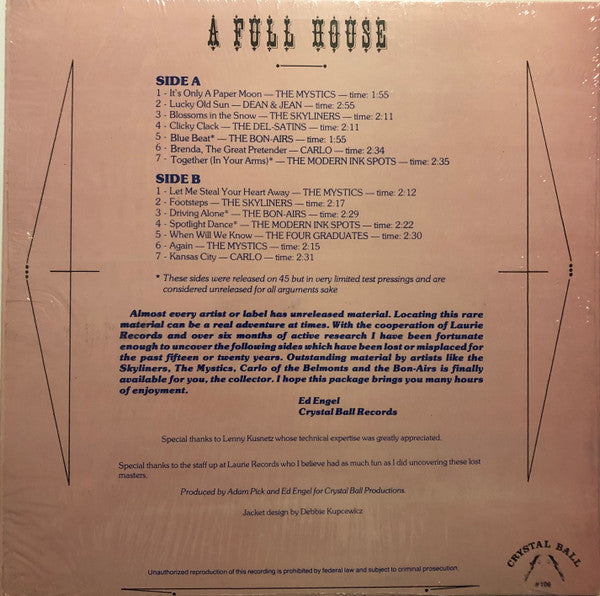 A FULL HOUSE
SIDE A
1 - It's Only A Paper Moon — THE MYSTICS — time: 1:55
2 - Lucky Old Sun — DEAN & JEAN — time: 2:55
3 - Blossoms in the Snow — THE SKYLINERS — time: 2:11
4 - Clicky Clack — THE DEL-SATINS — time: 2:11
5 - Blue Beat* — THE BON-AIRS — time: 1:55
6 - Brenda, The Great Pretender — CARLO — time: 2:34
7 - Together (In Your Arms)* — THE MODERN INK SPOTS — time: 2:35
SIDE B
1 - Let Me Steal Your Heart Away — THE MYSTICS — time: 2:12
2 - Footsteps — THE SKYLINERS — time: 2:17
3 - Driving Alone* — THE BON-AIRS — time: 2:29
4 - Spotlight Dance* — THE MODERN INK SPOTS — time: 2:22
5 - When Will We Know — THE FOUR GRADUATES — time: 2:30
6 - Again — THE MYSTICS — time: 2:15
7 - Kansas City — CARLO — time: 2:31
* These sides were released on 45 but in very limited test pressings and are
considered unreleased for all arguments sake
Almost every artist or label has unreleased material. Locating this rare
material can be a real adventure at times. With the cooperation of Laurie
Records and over six months of active research I have been fortunate
enough to uncover the following sides which have been lost or misplaced for
the past fifteen or twenty years. Outstanding material by artists like the
Skyliners, The Mystics, Carlo of the Belmonts and the Bon-Airs is finally
available for you, the collector. I hope this package brings you many hours
of enjoyment.
Ed Engel
Crystal Ball Records
Special thanks to Lenny Kusnetz whose technical expertise was greatly appreciated.
Special thanks to the staff up at Laurie Records who I believe had as much fun as I did uncovering these lost
masters.
Produced by Adam Pick and Ed Engel for Crystal Ball Productions.
Jacket design by Debbie Kupcewicz
Unauthorized reproduction of this recording is prohibited by federal law and subject to criminal prosecution.
CRYSTAL BALL
#106